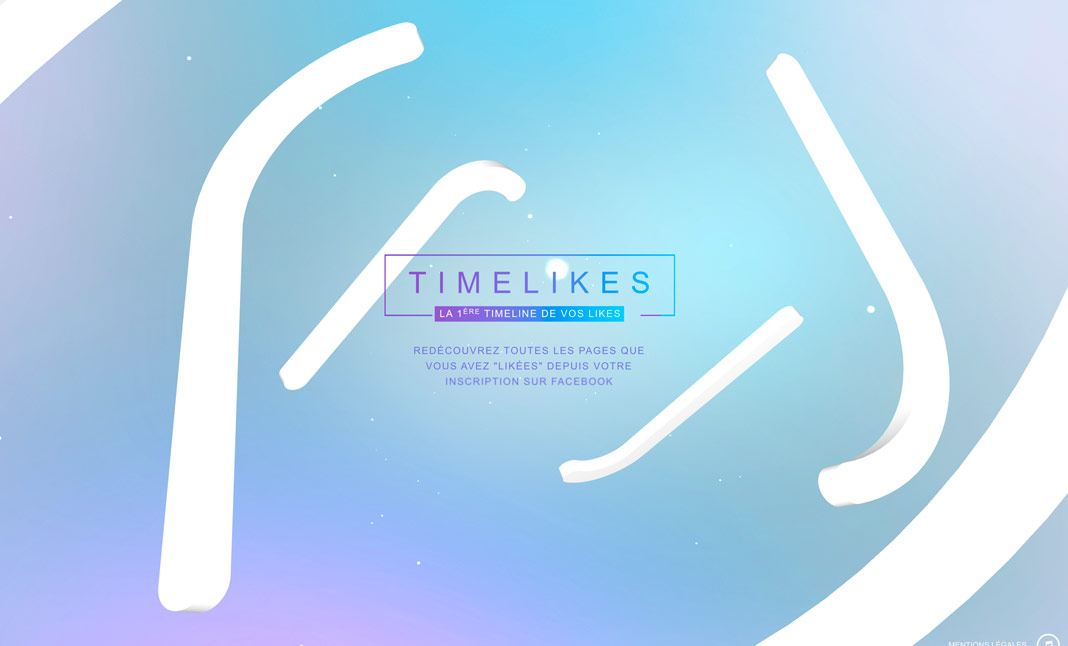 TIMELIKES
LA 1ÈRE TIMELINE DE VOS LIKES
REDÉCOUVREZ TOUTES LES PAGES QUE
VOUS AVEZ "LIKÉES" DEPUIS VOTRE
INSCRIPTION SUR FACEBOOK
MENTIONS LÉGALES